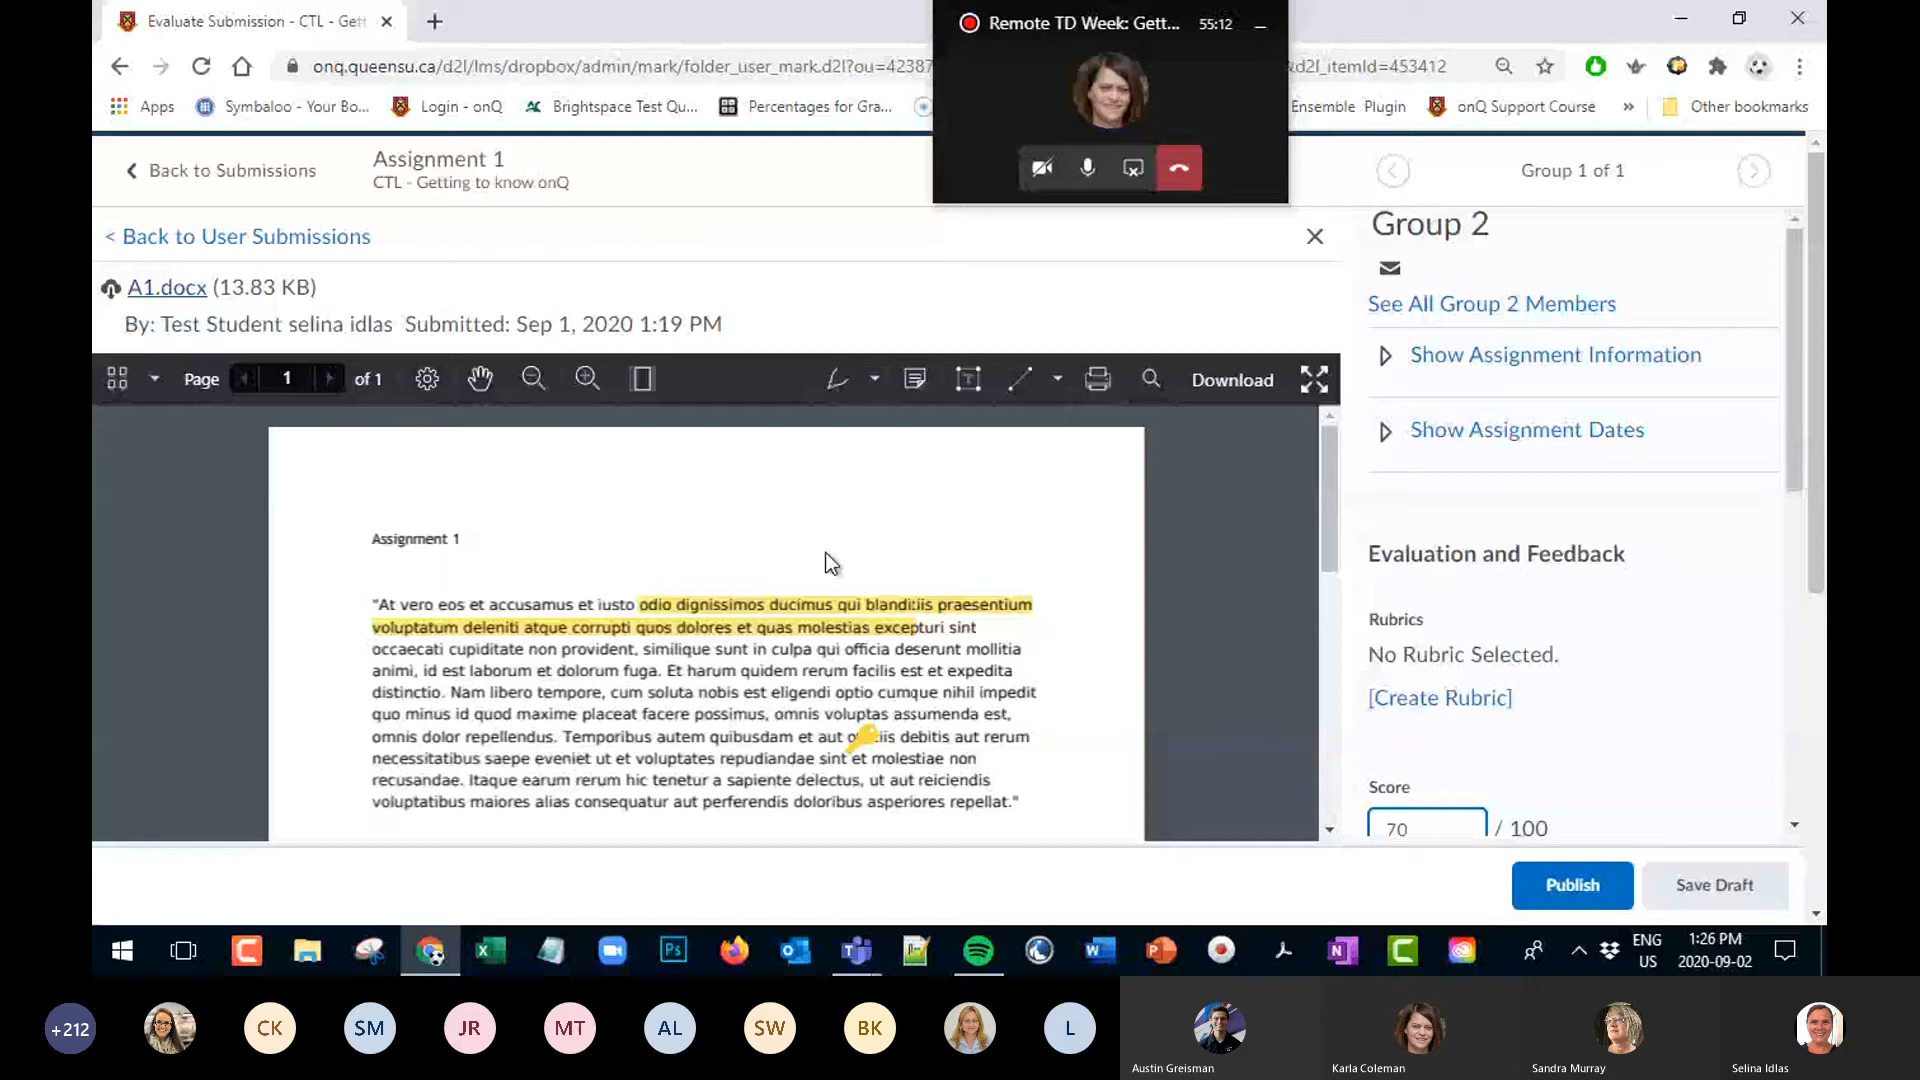 Evaluate Submission - CTL - Gett
Remote TD Week: Gett...
55:12
onq.queensu.ca/d2l/lms/dropbox/admin/mark/folder_user_mark.d2l?ou=42387
d2l_itemId=453412
Apps
Symbaloo - Your Bo...
Login - onQ
Brightspace Test Qu...
Percentages for Gra...
Ensemble Plugin
onQ Support Course
»
Other bookmarks
Back to Submissions
Assignment 1
CTL - Getting to know onQ
Group 1 of 1
< Back to User Submissions
A1.docx (13.83 KB)
By: Test Student selina idlas Submitted: Sep 1, 2020 1:19 PM
Page 1 of 1
Download
Assignment 1
"At vero eos et accusamus et iusto odio dignissimos ducimus qui blanditiis praesentium
voluptatum deleniti atque corrupti quos dolores et quas molestias excepturi sint
occaecati cupiditate non provident, similique sunt in culpa qui officia deserunt mollitia
animi, id est laborum et dolorum fuga. Et harum quidem rerum facilis est et expedita
distinctio. Nam libero tempore, cum soluta nobis est eligendi optio cumque nihil impedit
quo minus id quod maxime placeat facere possimus, omnis voluptas assumenda est,
omnis dolor repellendus. Temporibus autem quibusdam et aut debitis aut rerum
necessitatibus saepe eveniet ut et voluptates repudiandae sint et molestiae non
recusandae. Itaque earum rerum hic tenetur a sapiente delectus, ut aut reiciendis
voluptatibus maiores alias consequatur aut perferendis doloribus asperiores repellat."
Group 2
See All Group 2 Members
Show Assignment Information
Show Assignment Dates
Evaluation and Feedback
Rubrics
No Rubric Selected.
[Create Rubric]
Score
70 / 100
Publish
Save Draft
Ps
ENG
US
1:26 PM
2020-09-02
+212
CK
SM
JR
MT
AL
SW
BK
L
Austin Greisman
Karla Coleman
Sandra Murray
Selina Idlas